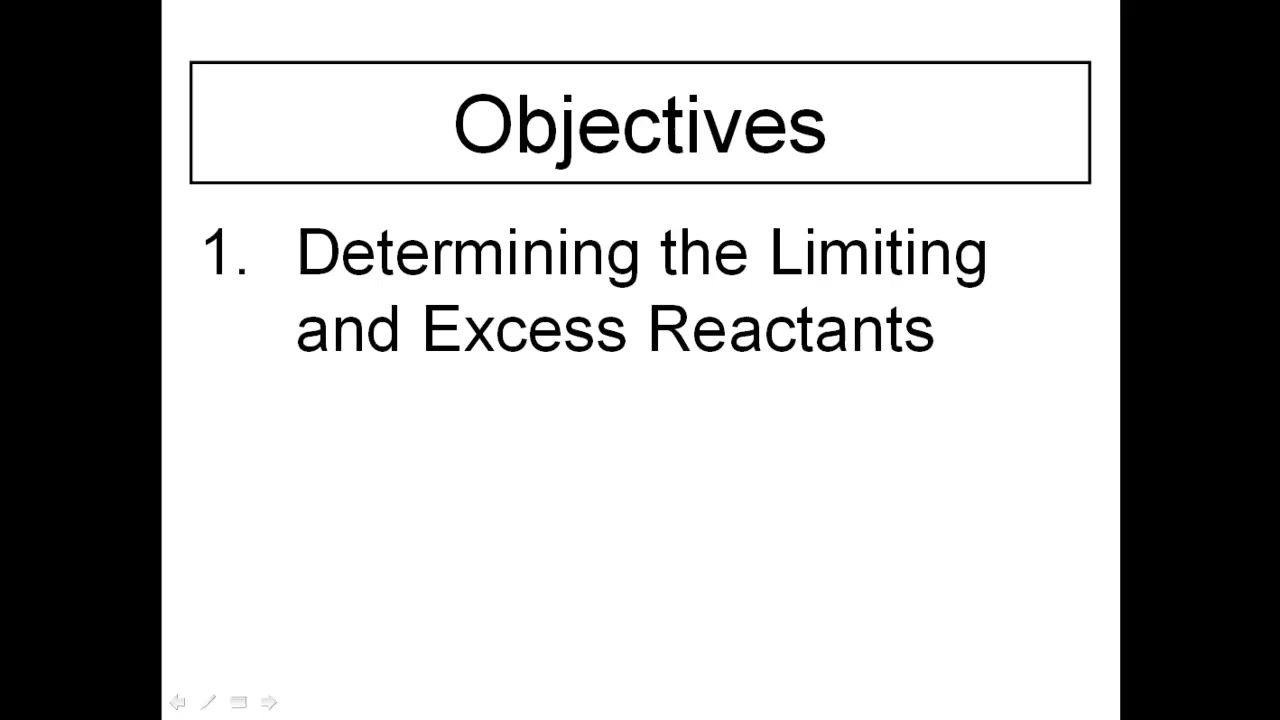 Objectives
1. Determining the Limiting
and Excess Reactants